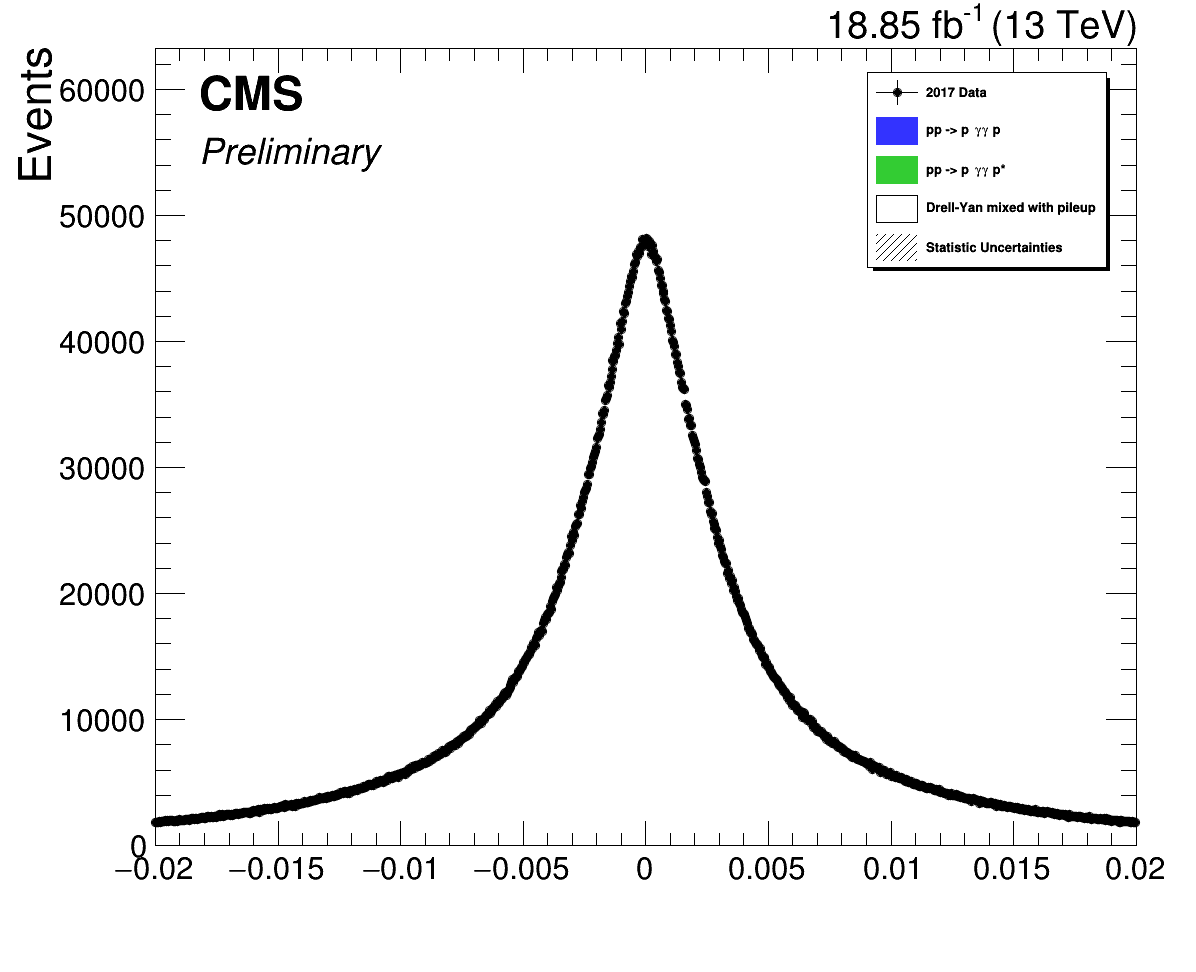 18.85 fb⁻¹ (13 TeV)
Events
CMS
Preliminary
2017 Data
pp -> p γγ p
pp -> p γγ p*
Drell-Yan mixed with pileup
Statistic Uncertainties
60000
50000
40000
30000
20000
10000
0
−0.02 −0.015 −0.01 −0.005 0 0.005 0.01 0.015 0.02